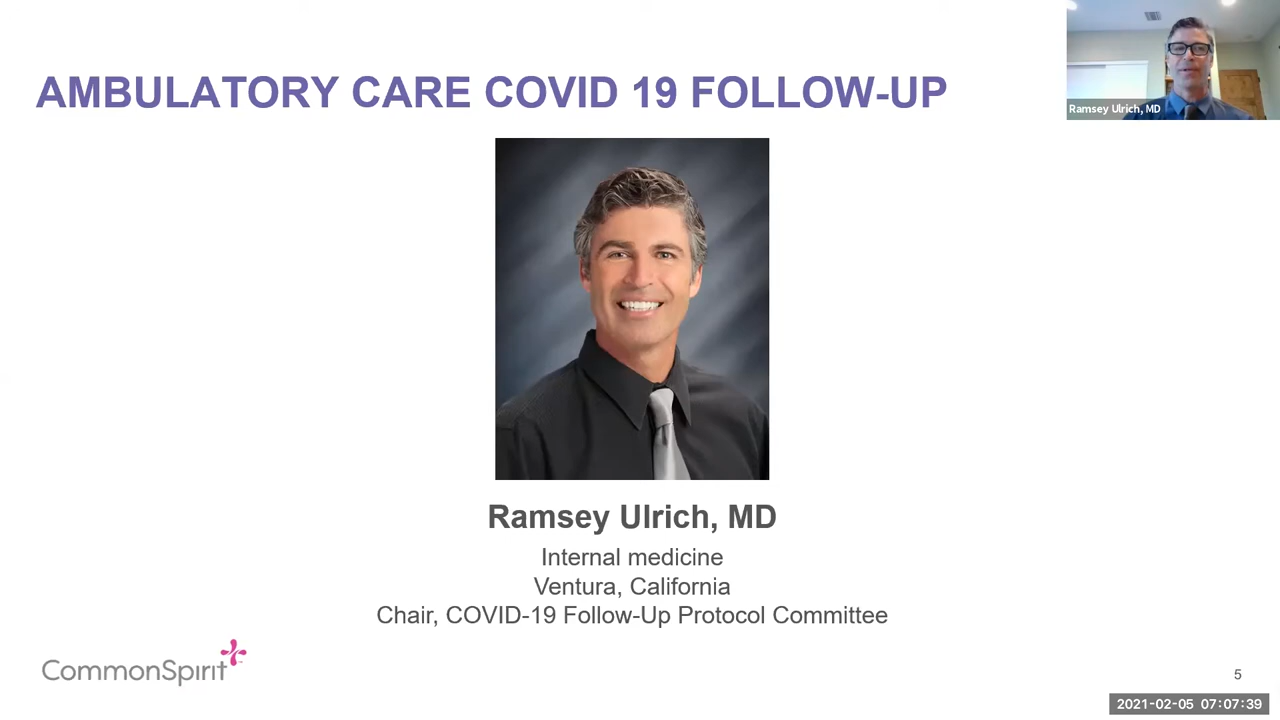 AMBULATORY CARE COVID 19 FOLLOW-UP
Ramsey Ulrich, MD
Ramsey Ulrich, MD
Internal medicine
Ventura, California
Chair, COVID-19 Follow-Up Protocol Committee
CommonSpirit
5
2021-02-05 07:07:39